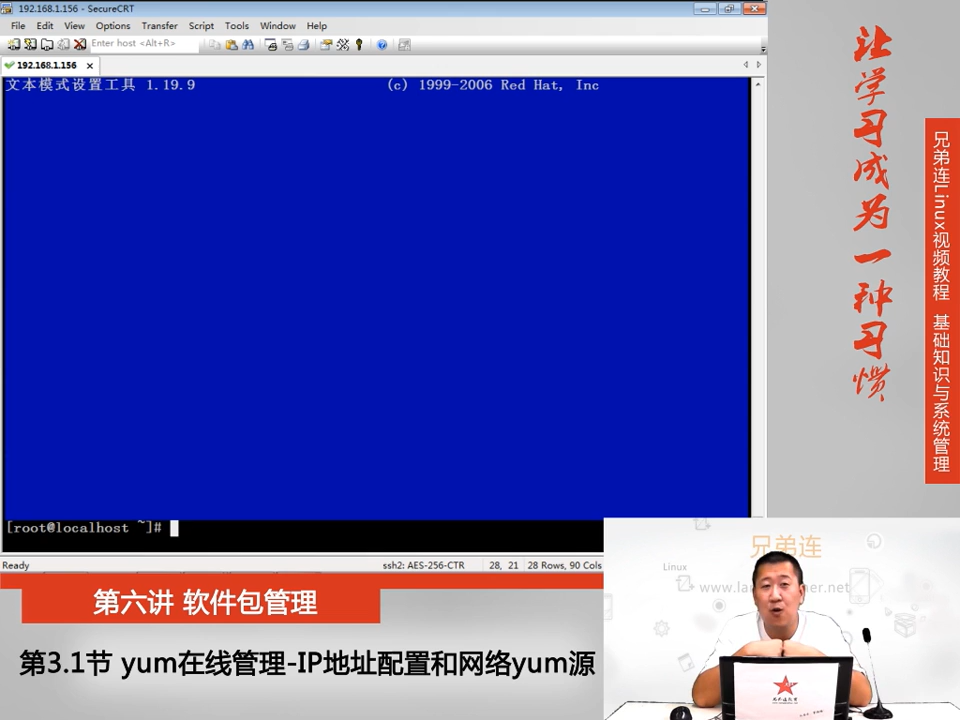 192.168.1.156 - SecureCRT
File Edit View Options Transfer Script Tools Window Help
Enter host <Alt+R>
192.168.1.156
文本模式设置工具 1.19.9 (c) 1999-2006 Red Hat, Inc
[root@localhost ~]#
Ready ssh2: AES-256-CTR 28, 21 28 Rows, 90 Cols
让学习成为一种习惯
兄弟连Linux视频教程 基础知识与系统管理
第六讲 软件包管理
第3.1节 yum在线管理-IP地址配置和网络yum源
兄弟连
Linux